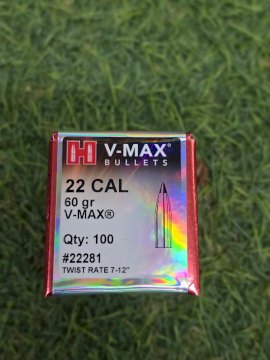 H V-MAX®
BULLETS
22 CAL
60 gr
V-MAX®
Qty: 100
#22281
TWIST RATE 7-12"